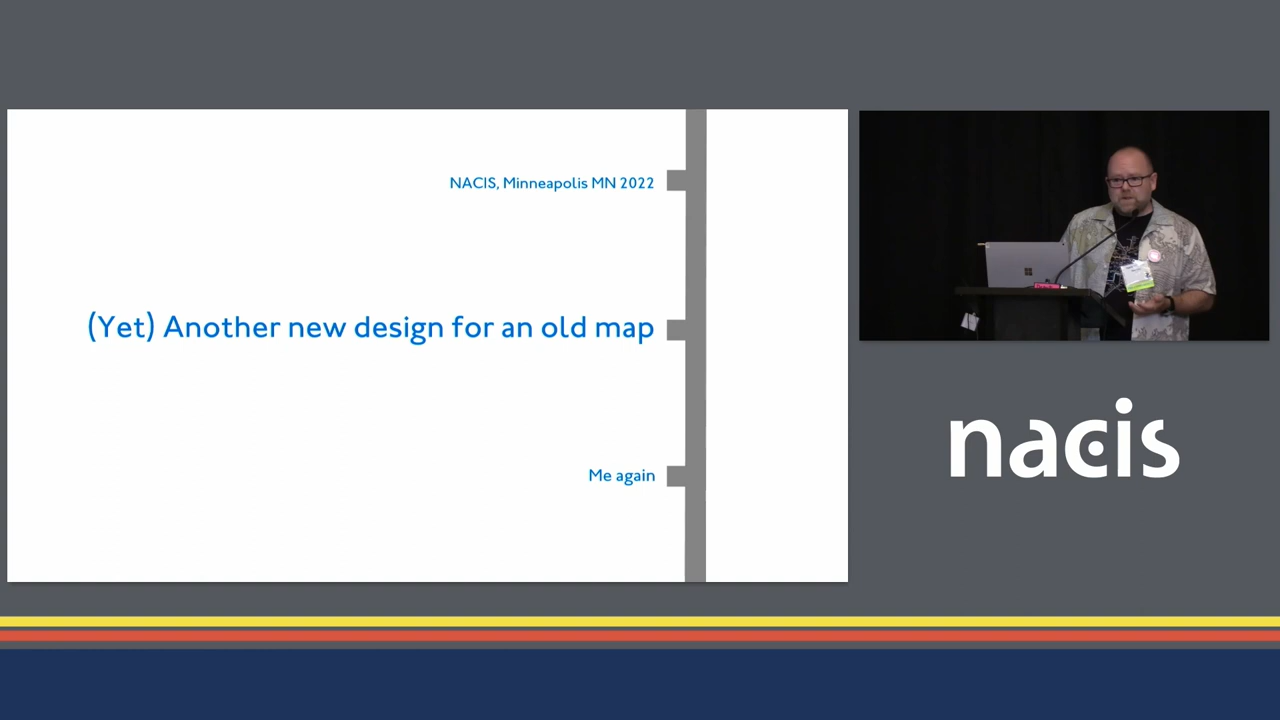 NACIS, Minneapolis MN 2022
(Yet) Another new design for an old map
Me again
nacis